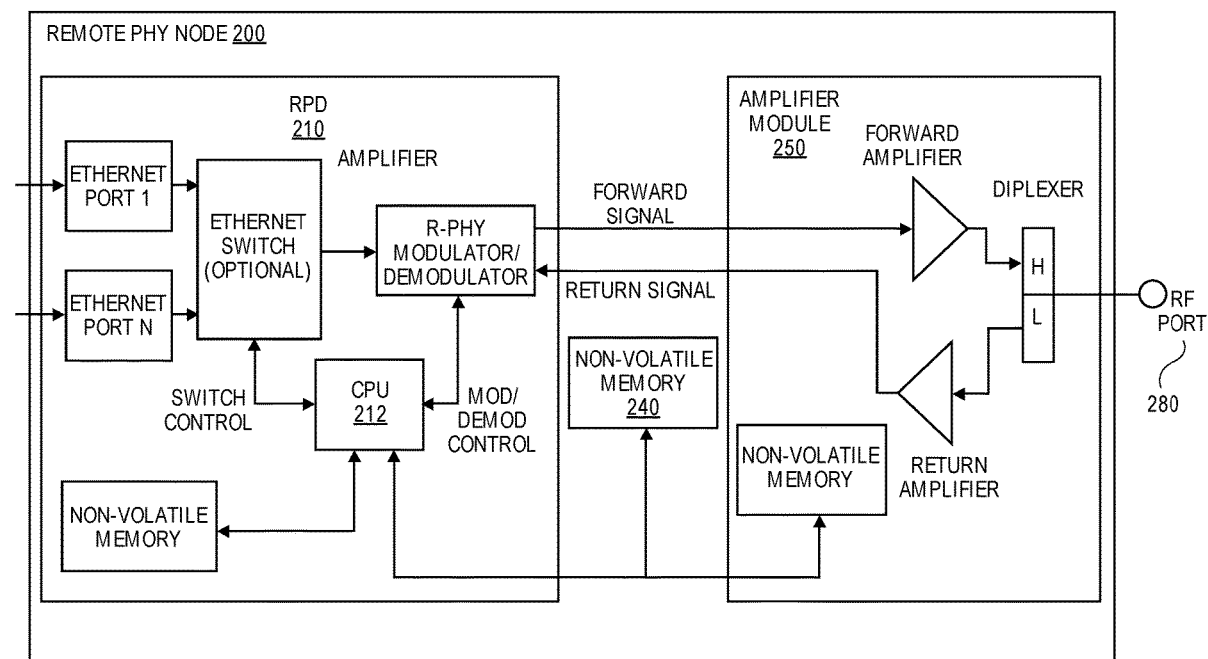 REMOTE PHY NODE 200
RPD
210
AMPLIFIER
ETHERNET
PORT 1
ETHERNET
PORT N
ETHERNET
SWITCH
(OPTIONAL)
R-PHY
MODULATOR/
DEMODULATOR
SWITCH
CONTROL
CPU
212
MOD/
DEMOD
CONTROL
NON-VOLATILE
MEMORY
FORWARD
SIGNAL
RETURN SIGNAL
NON-VOLATILE
MEMORY
240
AMPLIFIER
MODULE
250
FORWARD
AMPLIFIER
DIPLEXER
H
L
NON-VOLATILE
MEMORY
RETURN
AMPLIFIER
RF
PORT
280